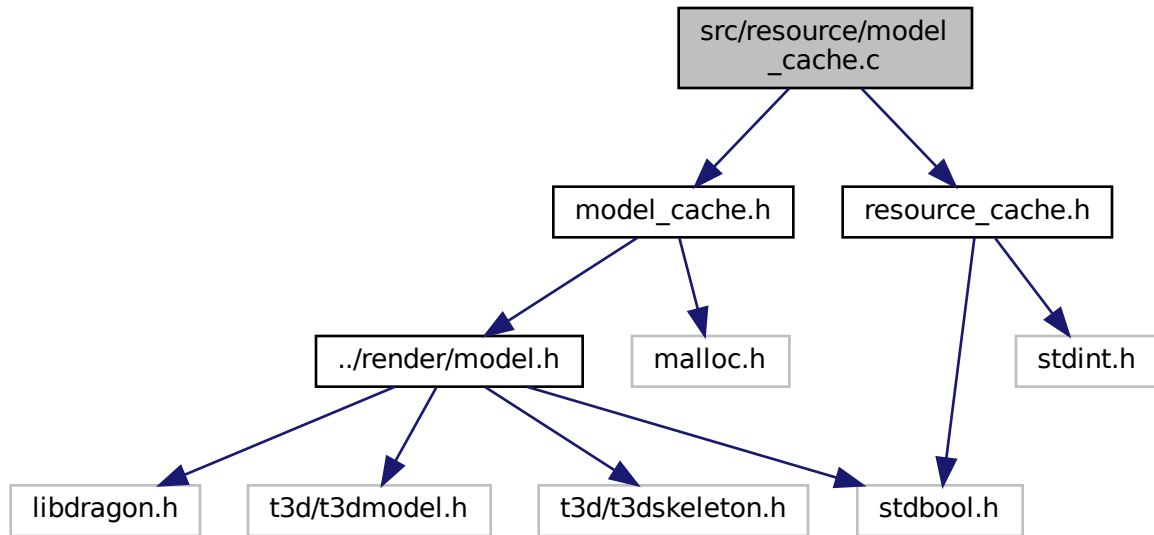 src/resource/model
_cache.c
model_cache.h
resource_cache.h
../render/model.h
malloc.h
stdint.h
libdragon.h
t3d/t3dmodel.h
t3d/t3dskeleton.h
stdbool.h